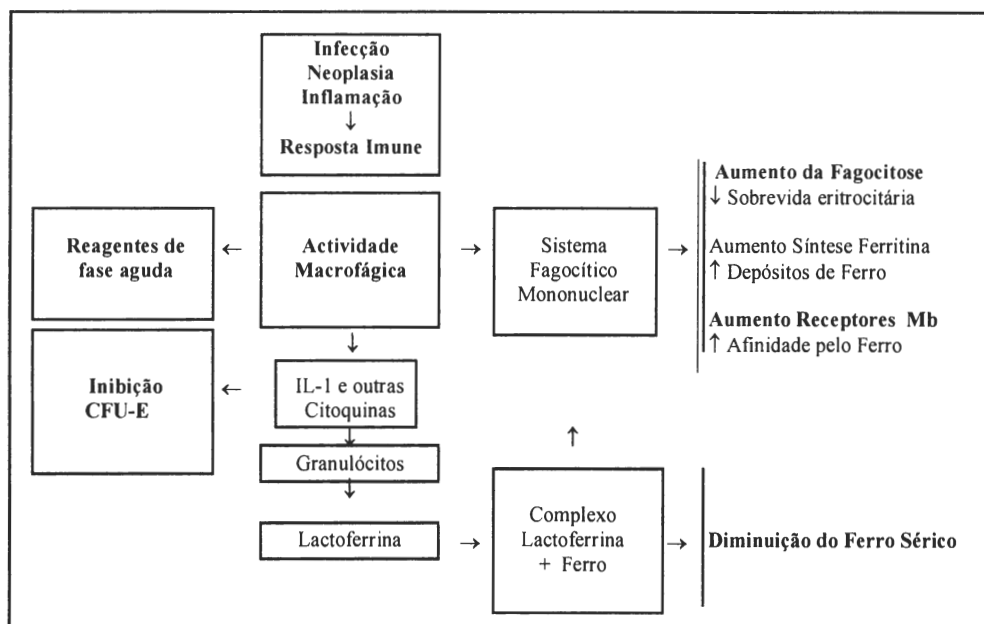 Infecção
Neoplasia
Inflamação
↓
Resposta Imune
Reagentes de
fase aguda
←
Actividade
Macrofágica
→
Sistema
Fagocítico
Mononuclear
→
Aumento da Fagocitose
↓ Sobrevida eritrocitária
Aumento Síntese Ferritina
↑ Depósitos de Ferro
Aumento Receptores Mb
↑ Afinidade pelo Ferro
↓
Inibição
CFU-E
←
IL-1 e outras
Citoquinas
↓
Granulócitos
↓
Lactoferrina
→
↑
Complexo
Lactoferrina
+ Ferro
→
Diminuição do Ferro Sérico